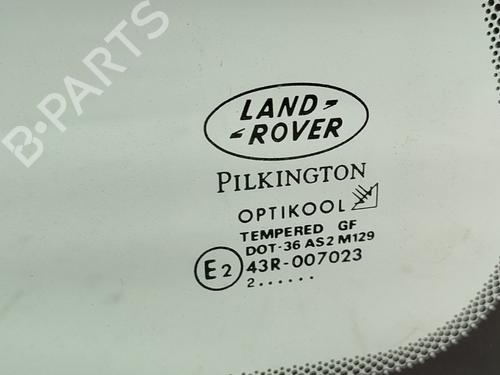 B-PARTS
LAND
ROVER
PILKINGTON
OPTIKOOL
TEMPERED GF
DOT-36 AS2 M129
E2 43R-007023
2......